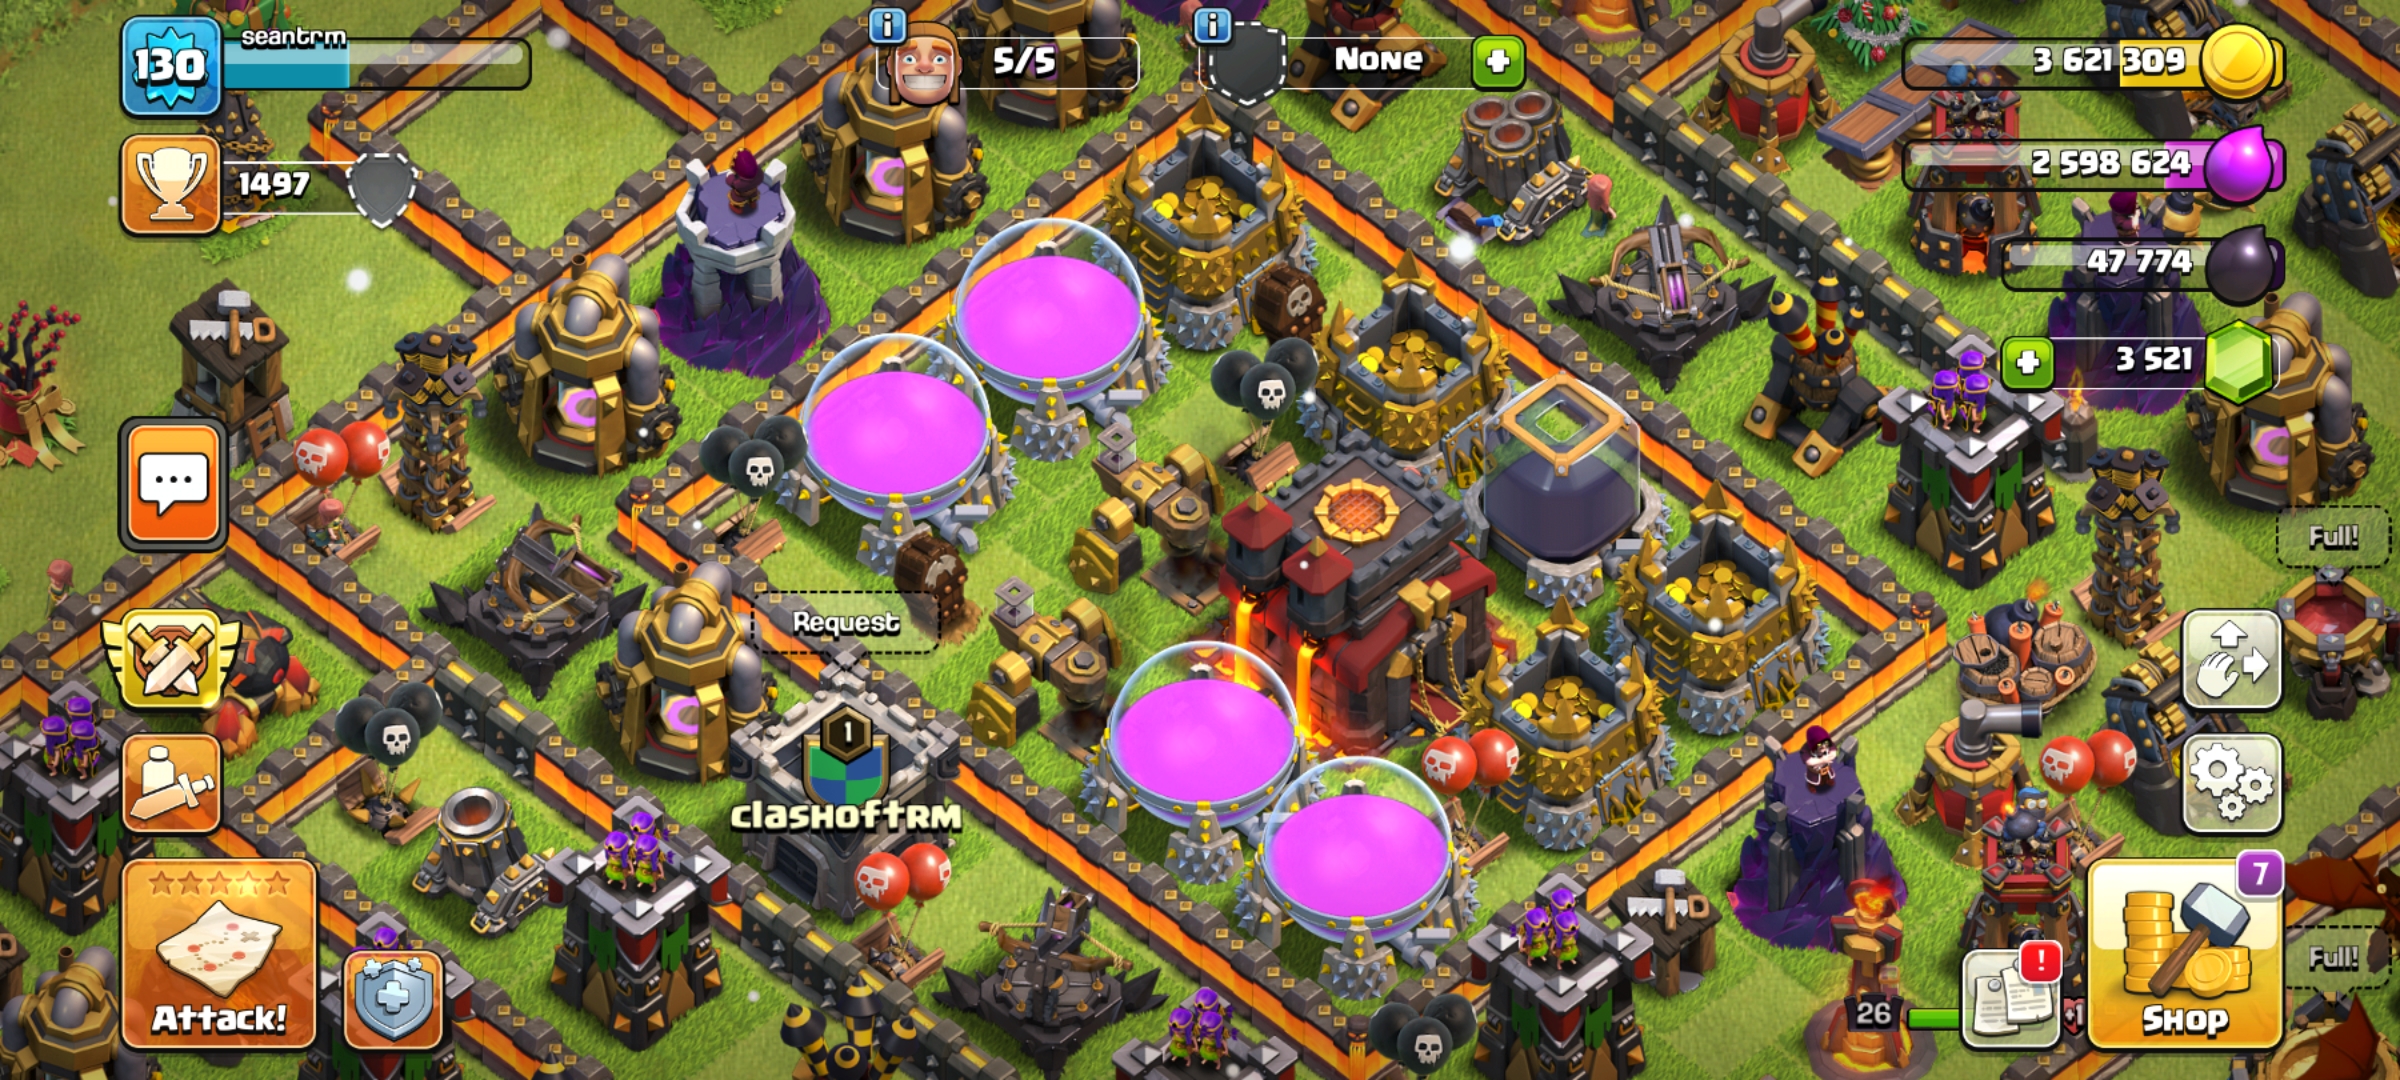 130
seantrm
5/5
None
3 621 309
1497
2 598 624
47 774
3 521
Full!
Request
1
clashoftrm
7
Full!
Attack!
26
!
+1
Shop